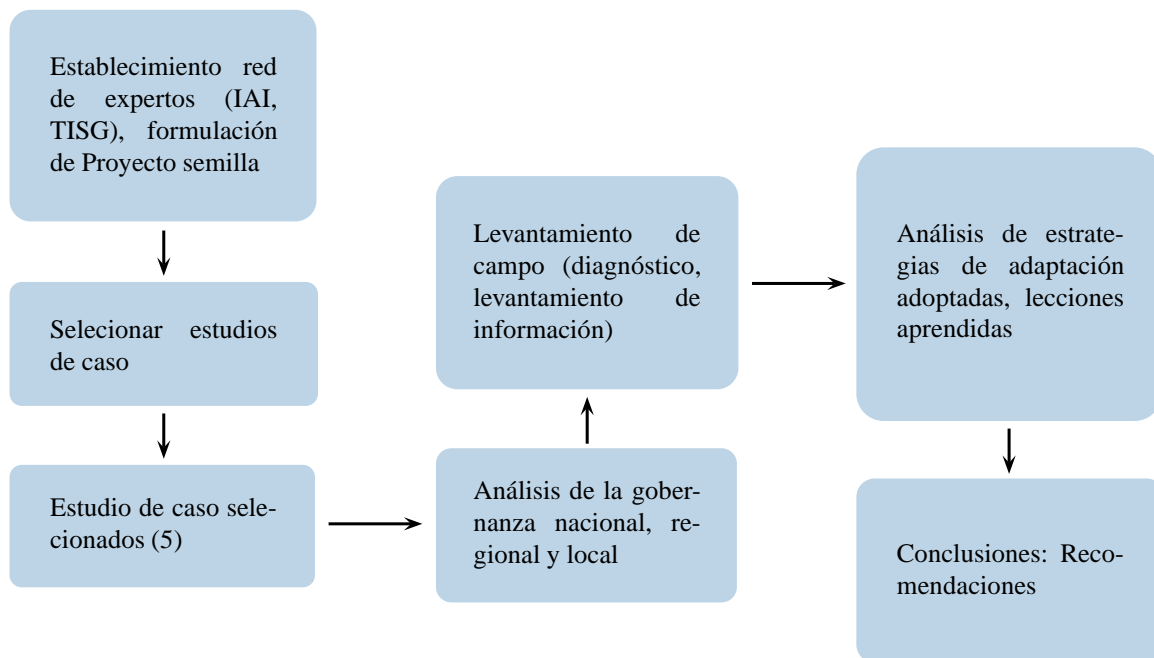 Establecimiento red
de expertos (IAI,
TISG), formulación
de Proyecto semilla
Selecionar estudios
de caso
Estudio de caso sele-
cionados (5)
Análisis de la gober-
nanza nacional, re-
gional y local
Levantamiento de
campo (diagnóstico,
levantamiento de
información)
Análisis de estrate-
gias de adaptación
adoptadas, lecciones
aprendidas
Conclusiones: Reco-
mendaciones